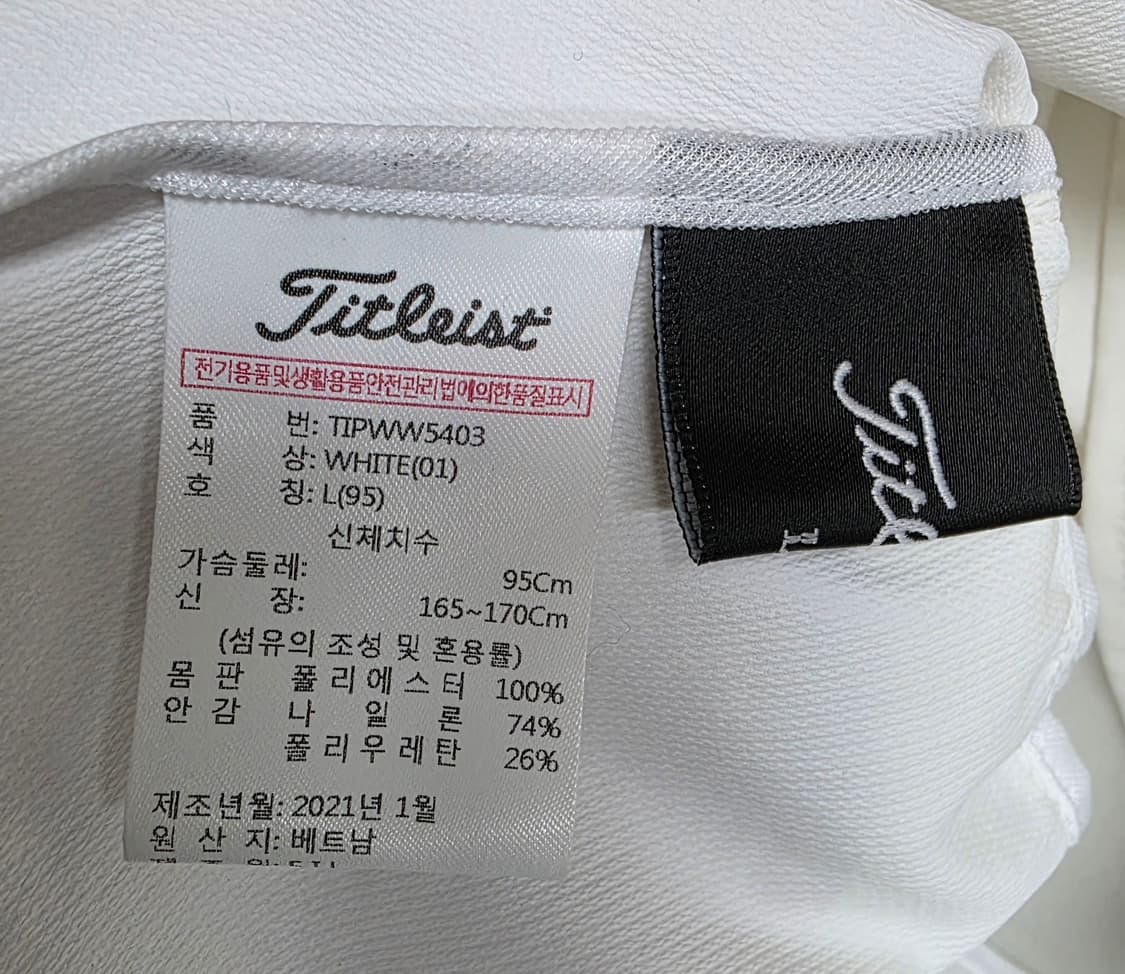 Titleist
전기용품및생활용품안전관리법에의한품질표시
품 번: TIPWW5403
색 상: WHITE(01)
호 칭: L(95)
신체치수
가슴둘레: 95Cm
신 장: 165~170Cm
(섬유의 조성 및 혼용률)
몸 판 폴리에스터 100%
안 감 나 일 론 74%
폴리우레탄 26%
제조년월: 2021년 1월
원 산 지: 베트남